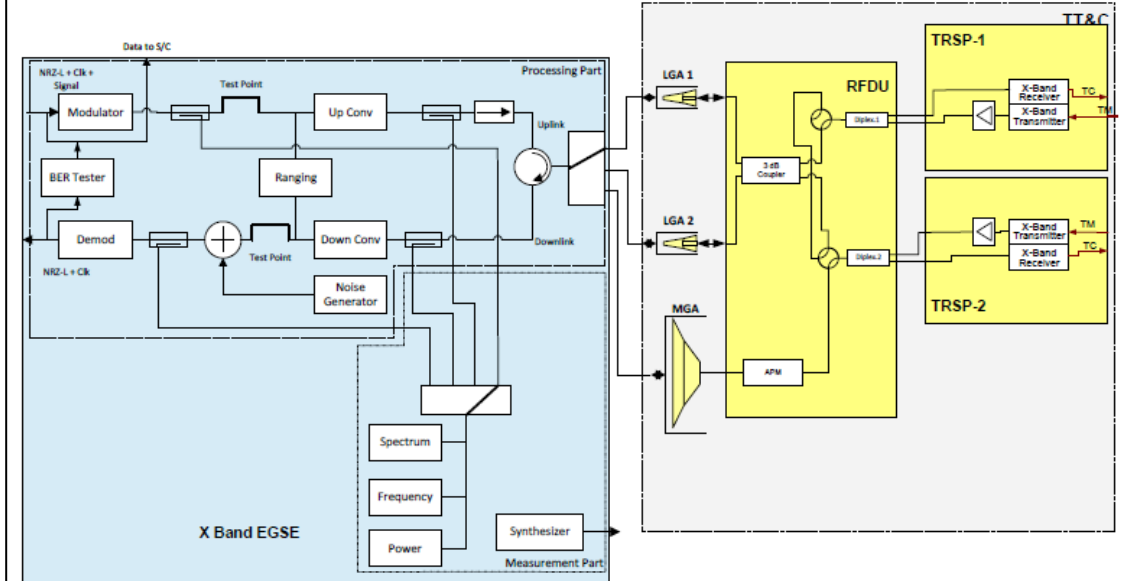 TT&C
TRSP-1
Data to S/C
NRZ-L + Clk +
Signal
Processing Part
Test Point
LGA 1
RFDU
Modulator
Up Conv
X-Band
Receiver
TC
X-Band
Transmitter
TM
Diplex.1
Uplink
BER Tester
Ranging
3 dB
Coupler
LGA 2
Demod
Down Conv
Downlink
Test Point
NRZ-L + Clk
X-Band
Transmitter
TM
X-Band
Receiver
TC
Diplex.2
Noise
Generator
TRSP-2
MGA
APM
Spectrum
Frequency
X Band EGSE
Synthesizer
Power
Measurement Part